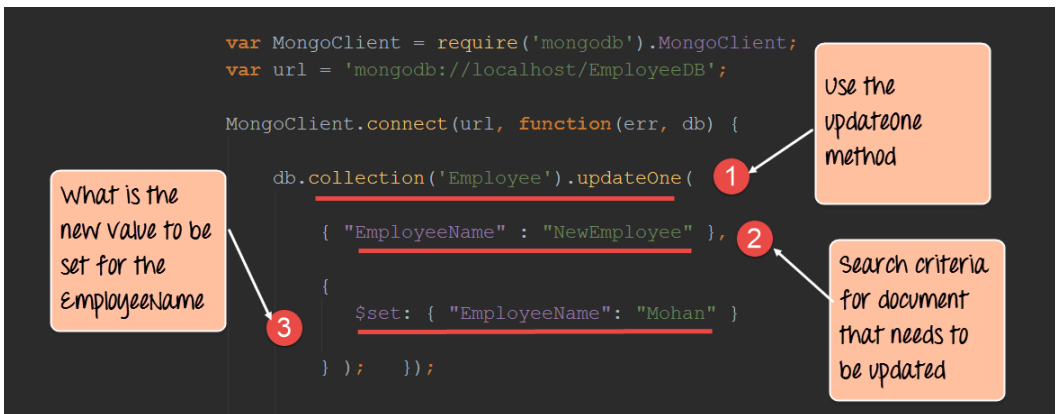 var MongoClient = require('mongodb').MongoClient;
var url = 'mongodb://localhost/EmployeeDB';
MongoClient.connect(url, function(err, db) {
db.collection('Employee').updateOne(
{ "EmployeeName" : "NewEmployee" },
{
$set: { "EmployeeName": "Mohan" }
} ); });
Use the
updateOne
method
1
2
Search criteria
for document
that needs to
be updated
What is the
new value to be
set for the
EmployeeName
3